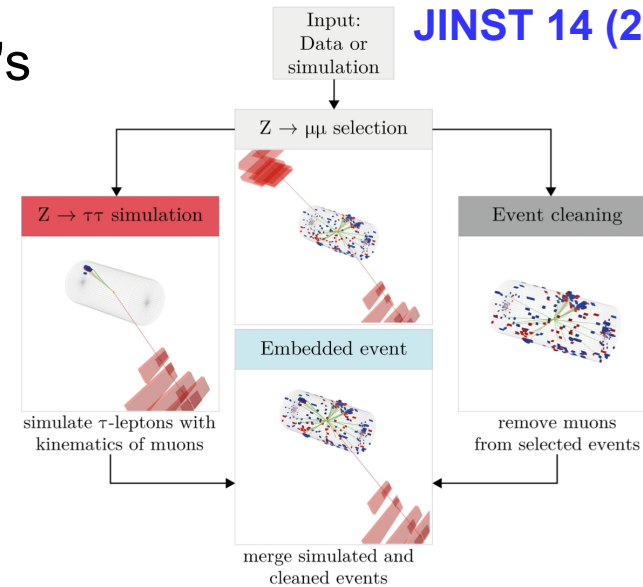 's
Input:
Data or
simulation
JINST 14 (2
Z → μμ selection
Z → ττ simulation
Event cleaning
Embedded event
simulate τ-leptons with
kinematics of muons
remove muons
from selected events
merge simulated and
cleaned events